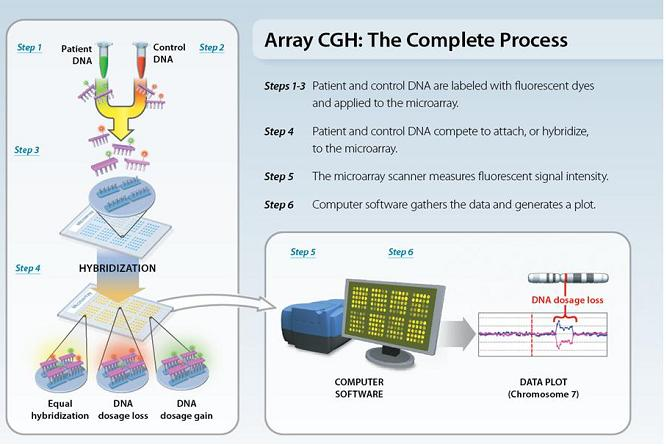 Array CGH: The Complete Process
Steps 1-3 Patient and control DNA are labeled with fluorescent dyes
and applied to the microarray.
Step 4 Patient and control DNA compete to attach, or hybridize,
to the microarray.
Step 5 The microarray scanner measures fluorescent signal intensity.
Step 6 Computer software gathers the data and generates a plot.
Step 1
Patient
DNA
Control
DNA
Step 2
Step 3
HYBRIDIZATION
Step 4
Equal
hybridization
DNA
dosage loss
DNA
dosage gain
Step 5
Step 6
COMPUTER
SOFTWARE
DNA dosage loss
DATA PLOT
(Chromosome 7)